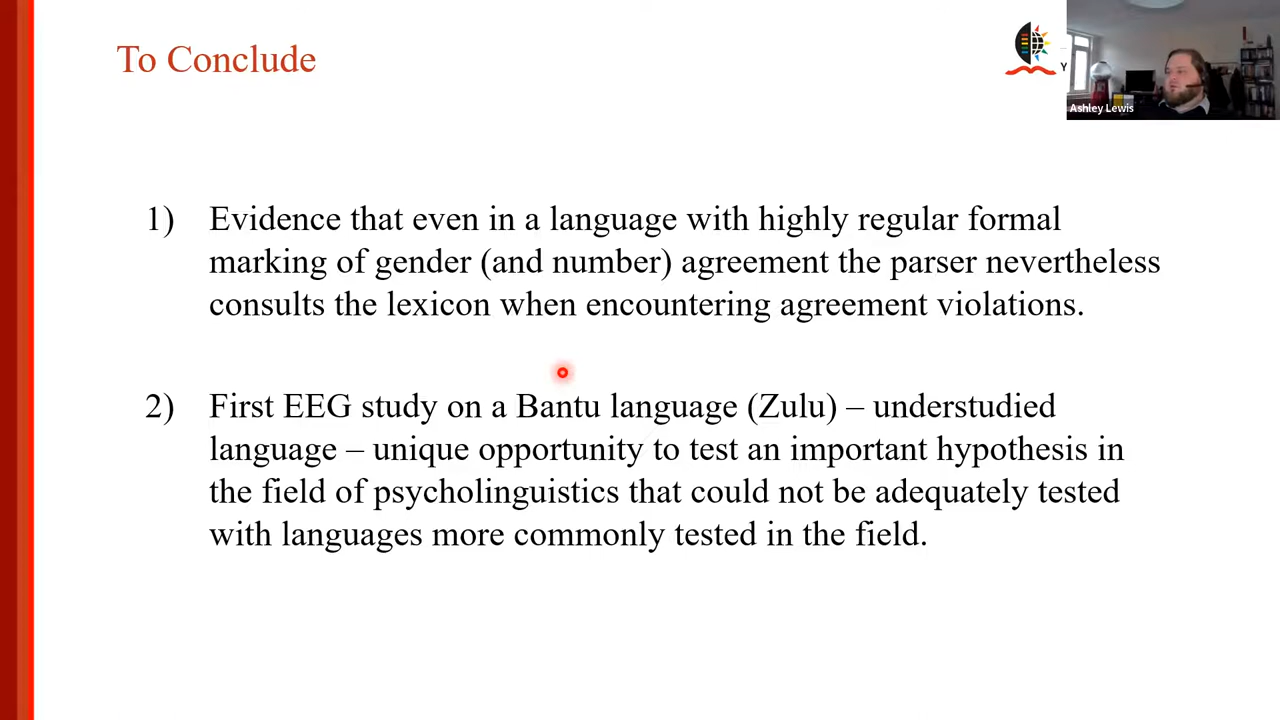 To Conclude
Y
Ashley Lewis
1) Evidence that even in a language with highly regular formal
marking of gender (and number) agreement the parser nevertheless
consults the lexicon when encountering agreement violations.
2) First EEG study on a Bantu language (Zulu) – understudied
language – unique opportunity to test an important hypothesis in
the field of psycholinguistics that could not be adequately tested
with languages more commonly tested in the field.